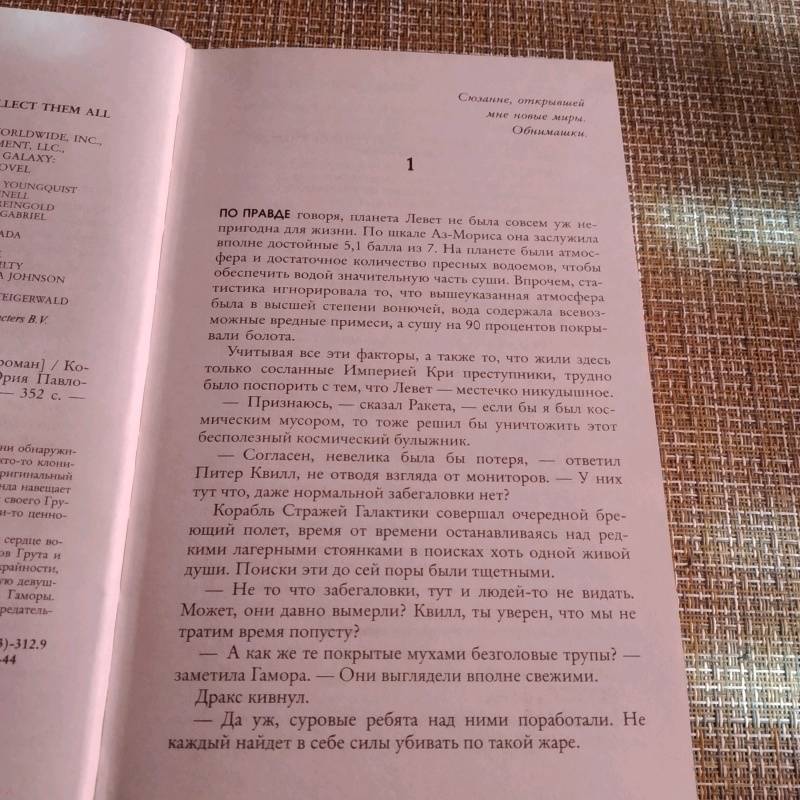 LLECT THEM ALL
ORLDWIDE, INC.,
MENT, LLC.,
GALAXY:
OVEL
YOUNGQUIST
NELL
REINGOLD
GABRIEL
ADA
ILTY
A JOHNSON
TEIGERWALD
acters B.V.
роман] / Ко-
Юрия Павло-
— 352 с. —
ни обнаружи-
кто-то клони-
оригинальный
нда навещает
своего Гру-
и-то ценно-
сердце во-
ов Грута и
крайности,
ую девуш-
Гаморы.
редатель-
)-312.9
-44
Сюзанне, открывшей
мне новые миры.
Обнимашки.
1
ПО ПРАВДЕ говоря, планета Левет не была совсем уж не-
пригодна для жизни. По шкале Аз-Мориса она заслужила
вполне достойные 5,1 балла из 7. На планете были атмос-
фера и достаточное количество пресных водоемов, чтобы
обеспечить водой значительную часть суши. Впрочем, ста-
тистика игнорировала то, что вышеуказанная атмосфера
была в высшей степени вонючей, вода содержала всевоз-
можные вредные примеси, а сушу на 90 процентов покры-
вали болота.
Учитывая все эти факторы, а также то, что жили здесь
только сосланные Империей Кри преступники, трудно
было поспорить с тем, что Левет — местечко никудышное.
— Признаюсь, — сказал Ракета, — если бы я был кос-
мическим мусором, то тоже решил бы уничтожить этот
бесполезный космический булыжник.
— Согласен, невелика была бы потеря, — ответил
Питер Квилл, не отводя взгляда от мониторов. — У них
тут что, даже нормальной забегаловки нет?
Корабль Стражей Галактики совершал очередной бре-
ющий полет, время от времени останавливаясь над ред-
кими лагерными стоянками в поисках хоть одной живой
души. Поиски эти до сей поры были тщетными.
— Не то что забегаловки, тут и людей-то не видать.
Может, они давно вымерли? Квилл, ты уверен, что мы не
тратим время попусту?
— А как же те покрытые мухами безголовые трупы? —
заметила Гамора. — Они выглядели вполне свежими.
Дракс кивнул.
— Да уж, суровые ребята над ними поработали. Не
каждый найдет в себе силы убивать по такой жаре.